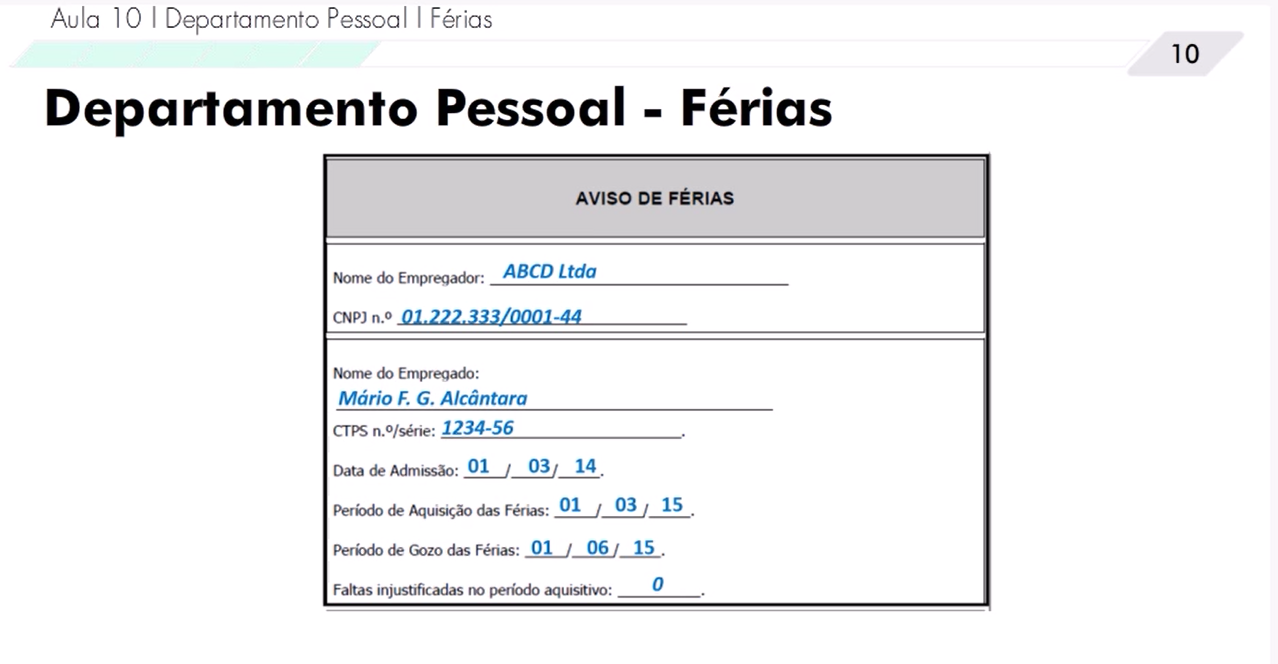 Aula 10 | Departamento Pessoal | Férias
10
Departamento Pessoal - Férias
AVISO DE FÉRIAS
Nome do Empregador: ABCD Ltda
CNPJ n.º 01.222.333/0001-44
Nome do Empregado:
Mário F. G. Alcântara
CTPS n.º/série: 1234-56.
Data de Admissão: 01 / 03 / 14.
Período de Aquisição das Férias: 01 / 03 / 15.
Período de Gozo das Férias: 01 / 06 / 15.
Faltas injustificadas no período aquisitivo: 0.